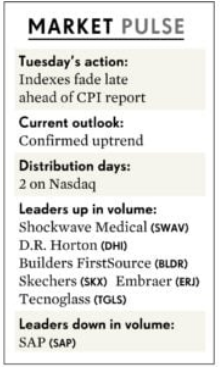 MARKET PULSE
Tuesday's action:
Indexes fade late
ahead of CPI report
Current outlook:
Confirmed uptrend
Distribution days:
2 on Nasdaq
Leaders up in volume:
Shockwave Medical (SWAV)
D.R. Horton (DHI)
Builders FirstSource (BLDR)
Skechers (SKX) Embraer (ERJ)
Tecnoglass (TGLS)
Leaders down in volume:
SAP (SAP)